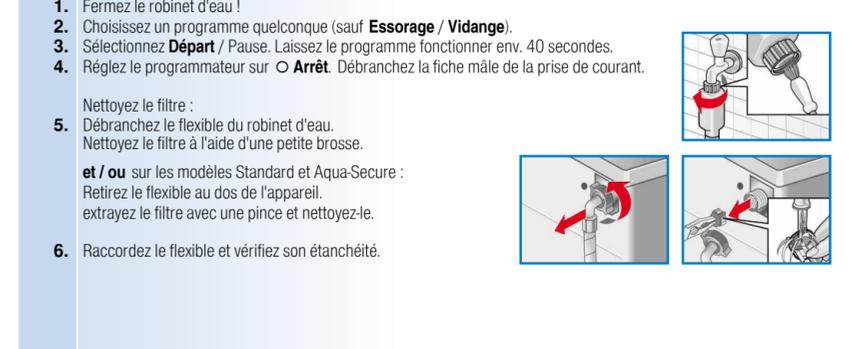 1. Fermez le robinet d'eau !
2. Choisissez un programme quelconque (sauf Essorage / Vidange).
3. Sélectionnez Départ / Pause. Laissez le programme fonctionner env. 40 secondes.
4. Réglez le programmateur sur O Arrêt. Débranchez la fiche mâle de la prise de courant.
Nettoyez le filtre :
5. Débranchez le flexible du robinet d'eau.
Nettoyez le filtre à l'aide d'une petite brosse.
et / ou sur les modèles Standard et Aqua-Secure :
Retirez le flexible au dos de l'appareil.
extrayez le filtre avec une pince et nettoyez-le.
6. Raccordez le flexible et vérifiez son étanchéité.